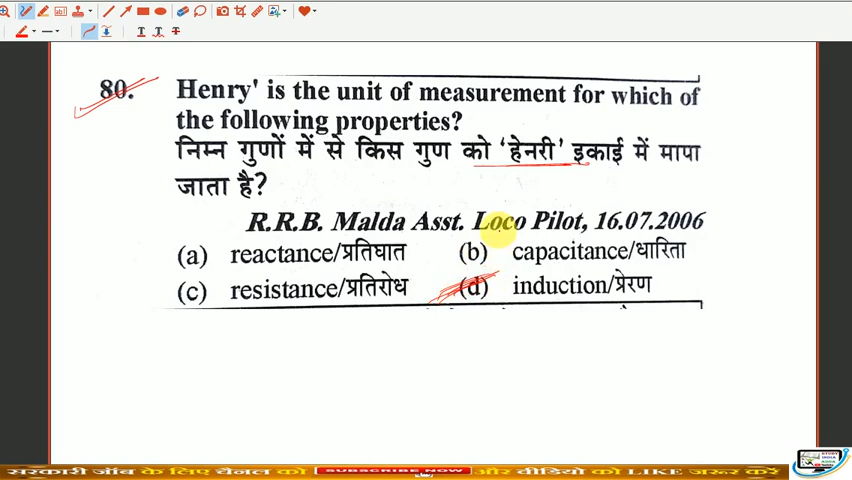 80. Henry' is the unit of measurement for which of
the following properties?
निम्न गुणों में से किस गुण को ‘हेनरी’ इकाई में मापा
जाता है?
R.R.B. Malda Asst. Loco Pilot, 16.07.2006
(a) reactance/प्रतिघात (b) capacitance/धारिता
(c) resistance/प्रतिरोध (d) induction/प्रेरण
सरकारी जॉब के लिए चैनल को SUBSCRIBE NOW और वीडियो को LIKE जरूर करें